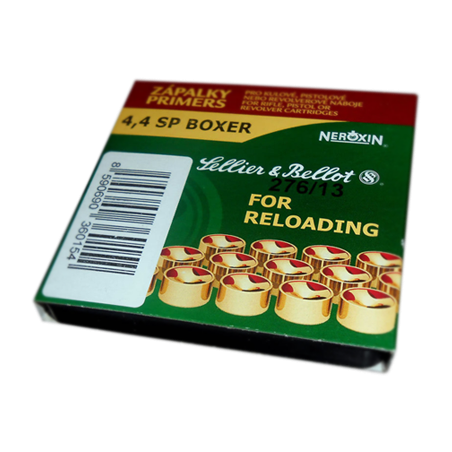 ZÁPALKY
PRIMERS
PRO KULOVÉ, PISTOLOVÉ
NEBO REVOLVEROVÉ NÁBOJE
FOR RIFLE, PISTOL OR
REVOLVER CARTRIDGES
4,4 SP BOXER
NEROXIN
Sellier & Bellot S
276/13
FOR
RELOADING
8 590690 360154